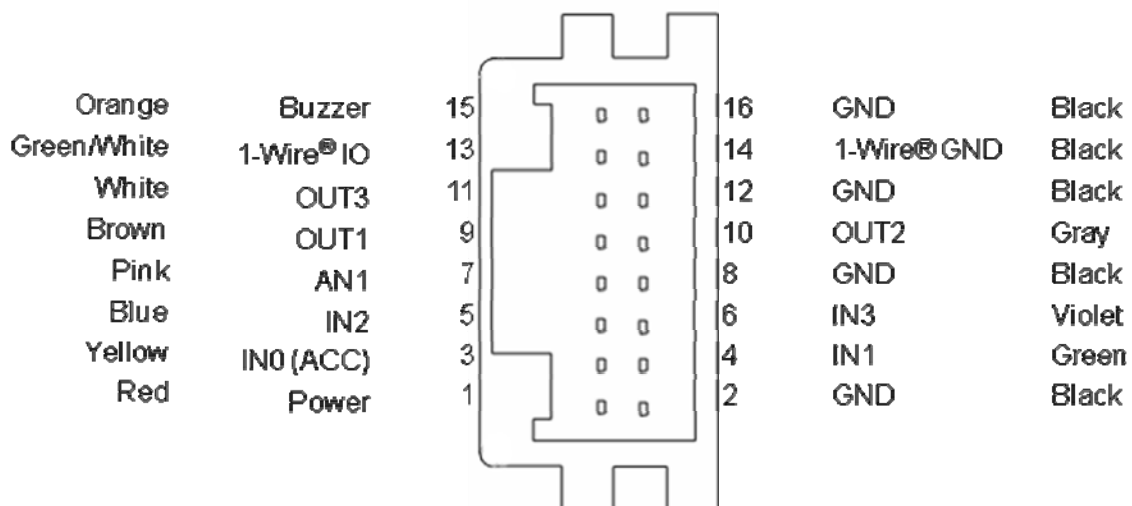 Orange Buzzer 15 16 GND Black
Green/White 1-Wire® IO 13 14 1-Wire® GND Black
White OUT3 11 12 GND Black
Brown OUT1 9 10 OUT2 Gray
Pink AN1 7 8 GND Black
Blue IN2 5 6 IN3 Violet
Yellow IN0 (ACC) 3 4 IN1 Green
Red Power 1 2 GND Black